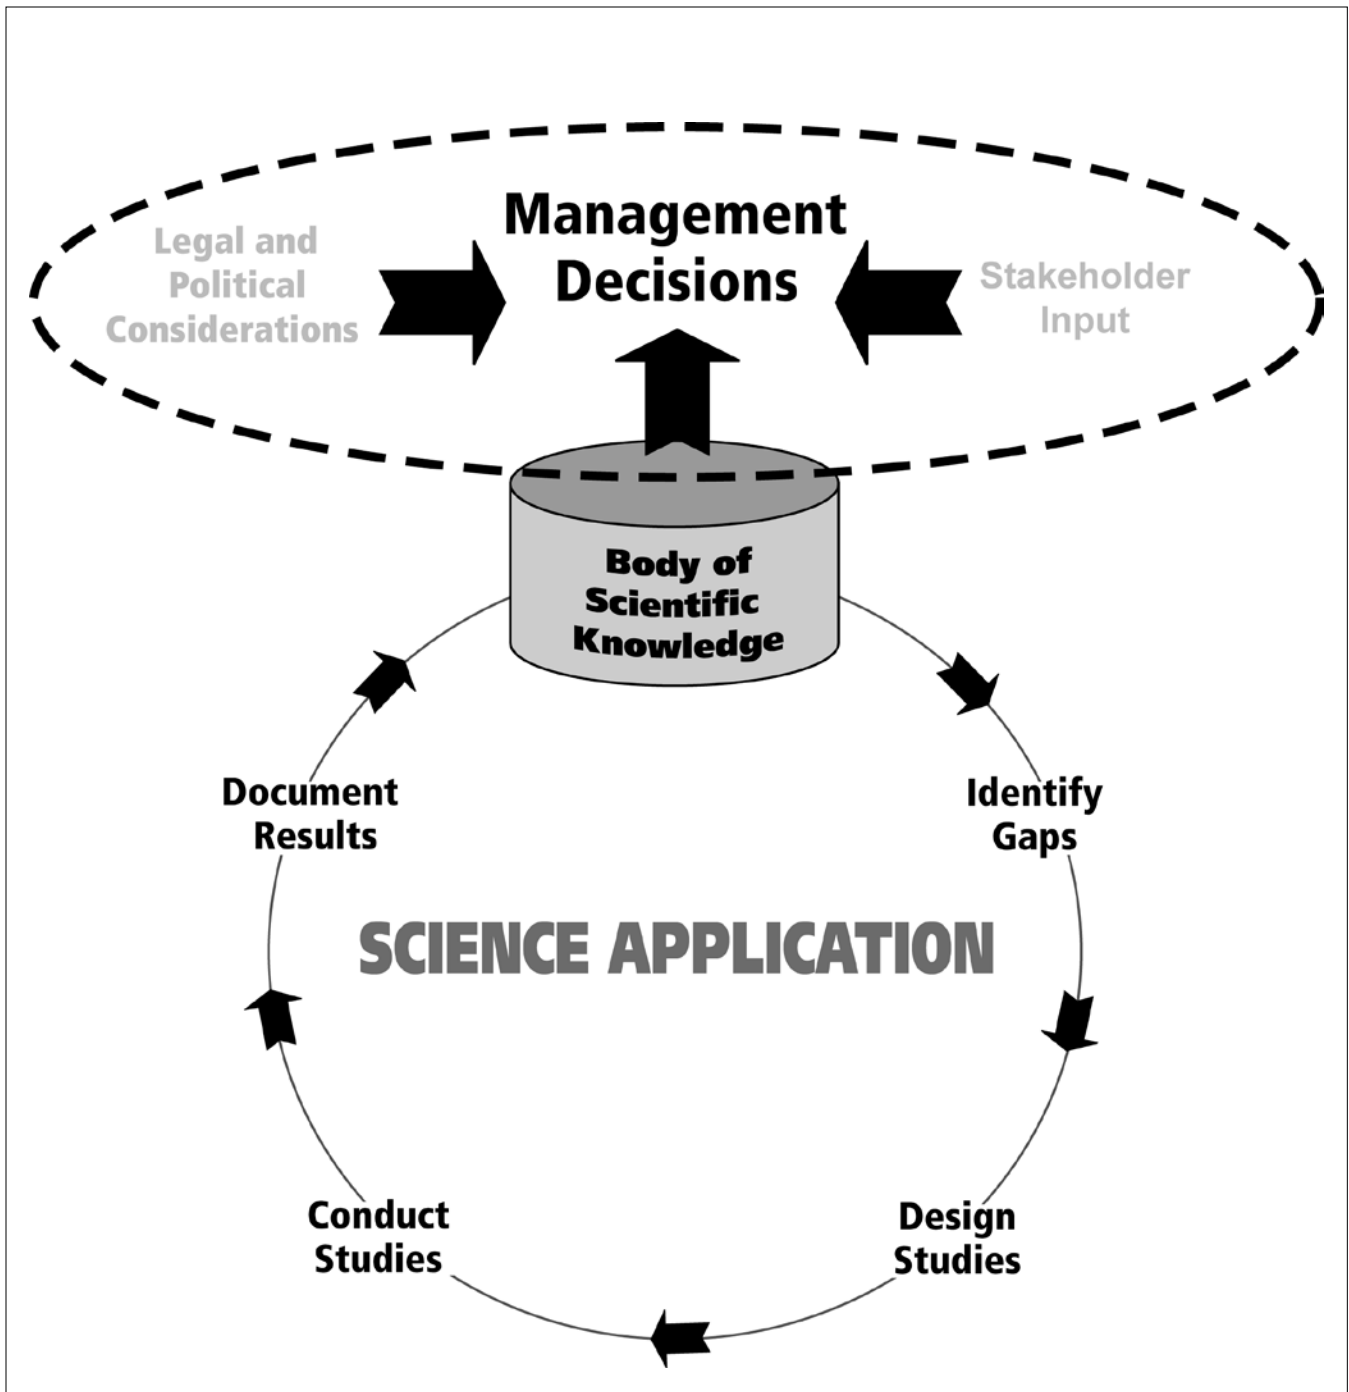 Management
Decisions
Legal and
Political
Considerations
Stakeholder
Input
Body of
Scientific
Knowledge
Document
Results
Identify
Gaps
SCIENCE APPLICATION
Conduct
Studies
Design
Studies